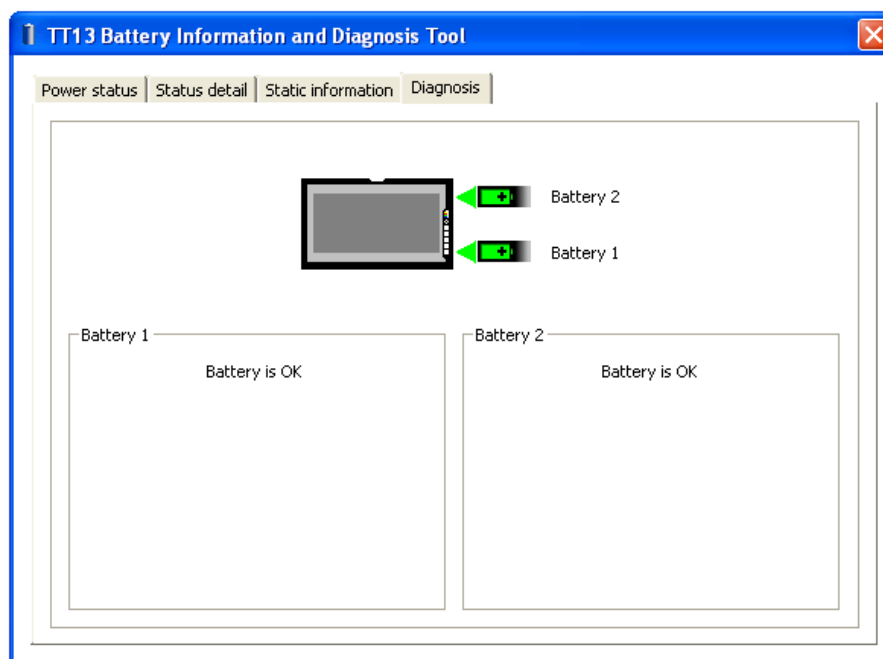 TT13 Battery Information and Diagnosis Tool
Power status Status detail Static information Diagnosis
Battery 2
Battery 1
Battery 1
Battery is OK
Battery 2
Battery is OK